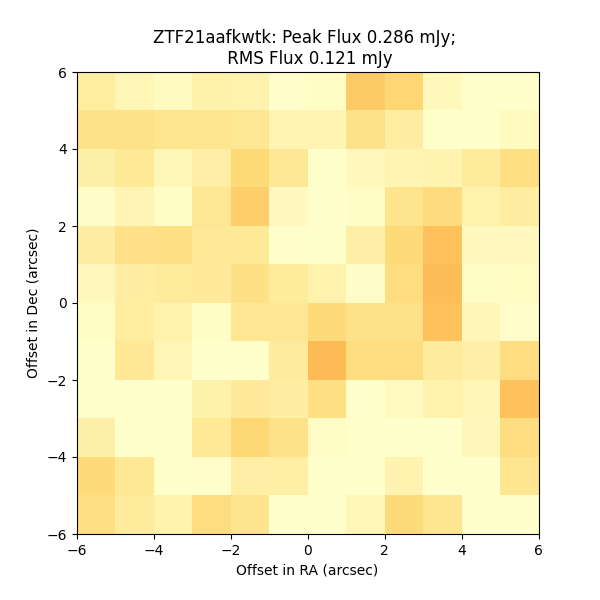 ZTF21aafkwtk: Peak Flux 0.286 mJy;
RMS Flux 0.121 mJy
6
4
2
0
−2
−4
−6
Offset in Dec (arcsec)
−6 −4 −2 0 2 4 6
Offset in RA (arcsec)